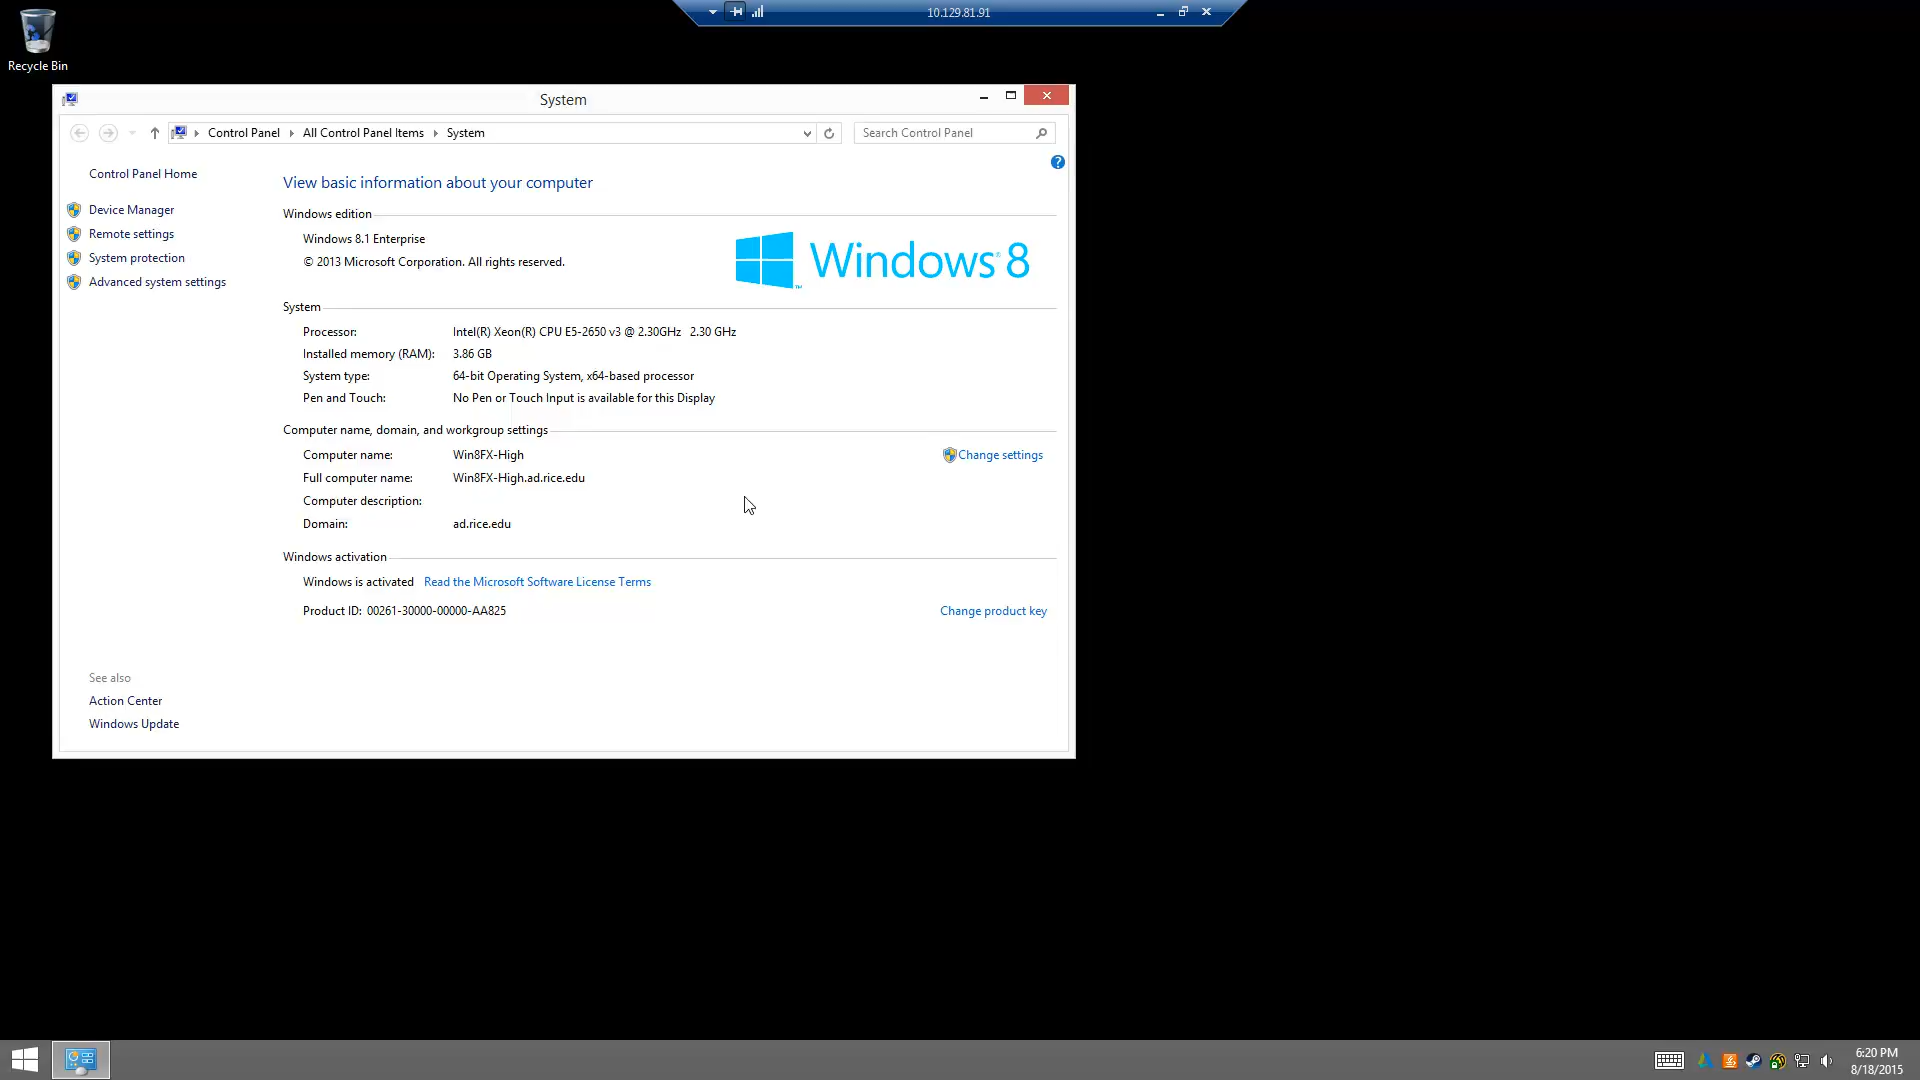 10.129.81.91
Recycle Bin
System
Control Panel All Control Panel Items System
Search Control Panel
Control Panel Home
Device Manager
Remote settings
System protection
Advanced system settings
View basic information about your computer
Windows edition
Windows 8.1 Enterprise
© 2013 Microsoft Corporation. All rights reserved.
Windows® 8
System
Processor: Intel(R) Xeon(R) CPU E5-2650 v3 @ 2.30GHz 2.30 GHz
Installed memory (RAM): 3.86 GB
System type: 64-bit Operating System, x64-based processor
Pen and Touch: No Pen or Touch Input is available for this Display
Computer name, domain, and workgroup settings
Computer name: Win8FX-High
Change settings
Full computer name: Win8FX-High.ad.rice.edu
Computer description:
Domain: ad.rice.edu
Windows activation
Windows is activated Read the Microsoft Software License Terms
Product ID: 00261-30000-00000-AA825
Change product key
See also
Action Center
Windows Update
6:20 PM
8/18/2015